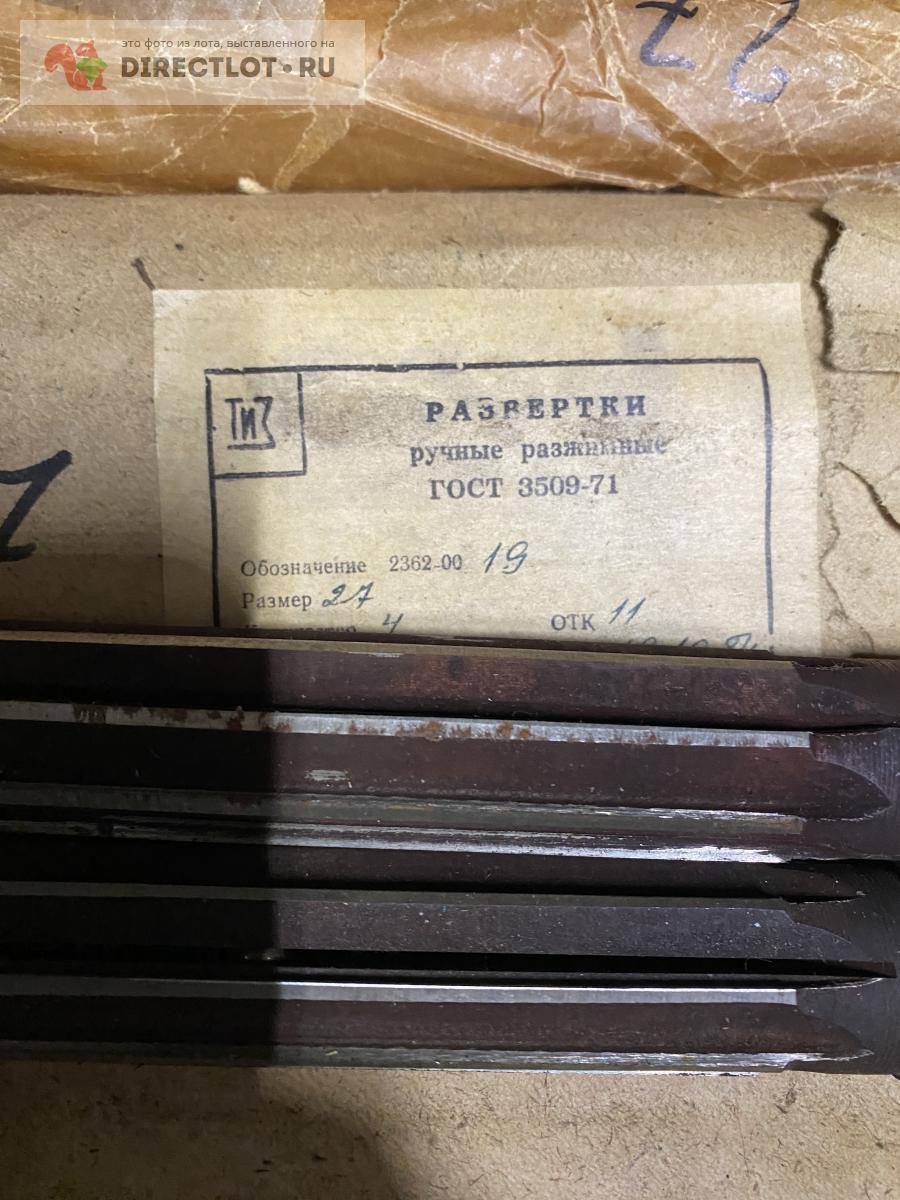 это фото из лота, выставленного на
DIRECTLOT•RU
27
ТиЗ
РАЗВЕРТКИ
ручные разжимные
ГОСТ 3509-71
Обозначение 2362-00 19
Размер 27
4 ОТК 11